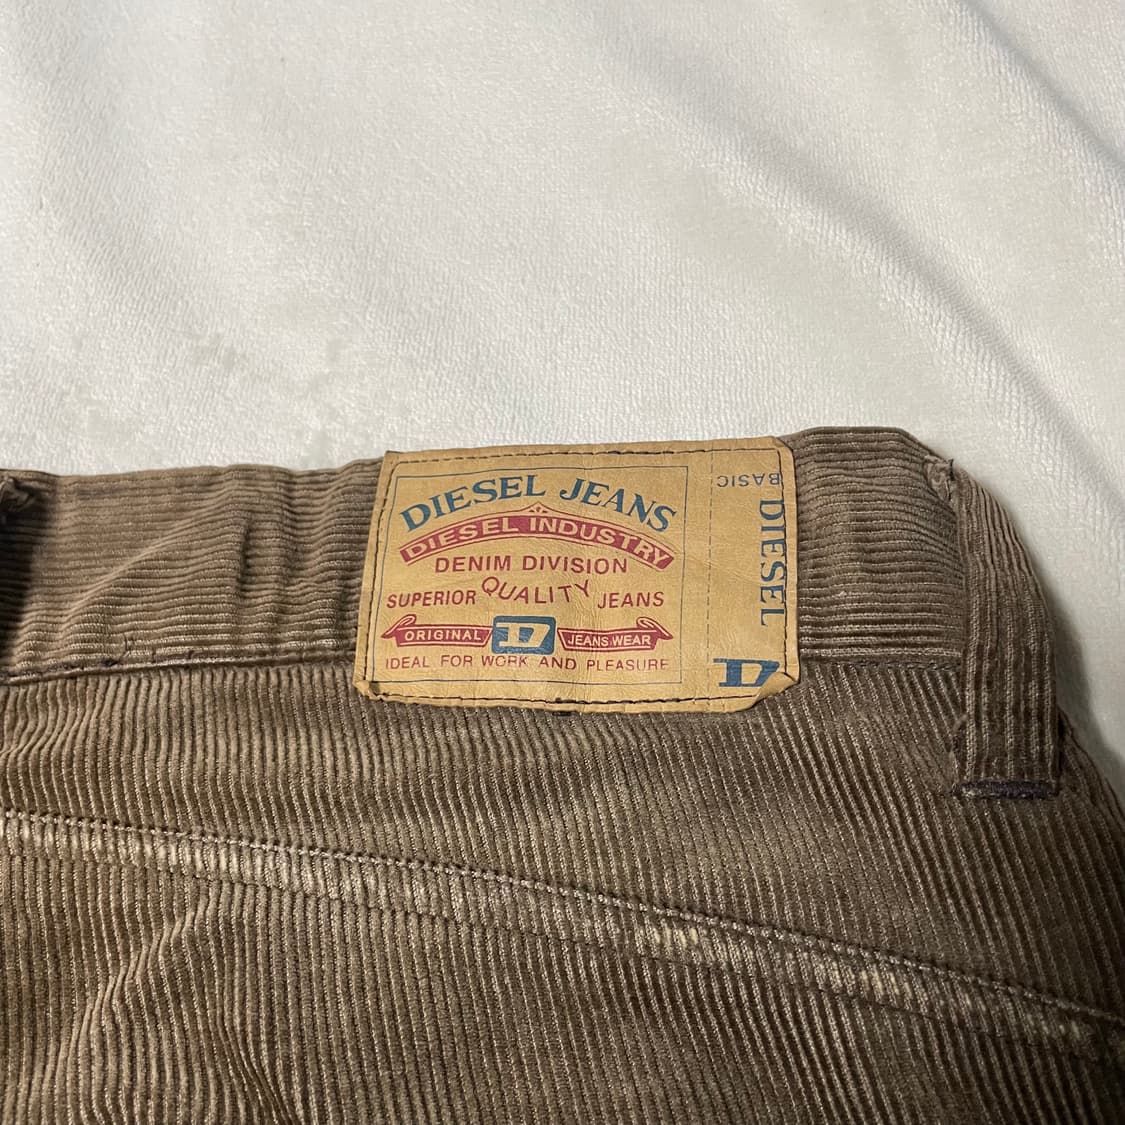 DIESEL JEANS
DIESEL INDUSTRY
DENIM DIVISION
SUPERIOR QUALITY JEANS
ORIGINAL D JEANS WEAR
IDEAL FOR WORK AND PLEASURE
BASIC
DIESEL
D